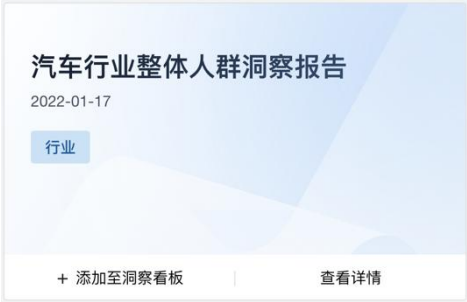 汽车行业整体人群洞察报告
2022-01-17
行业
+ 添加至洞察看板
查看详情